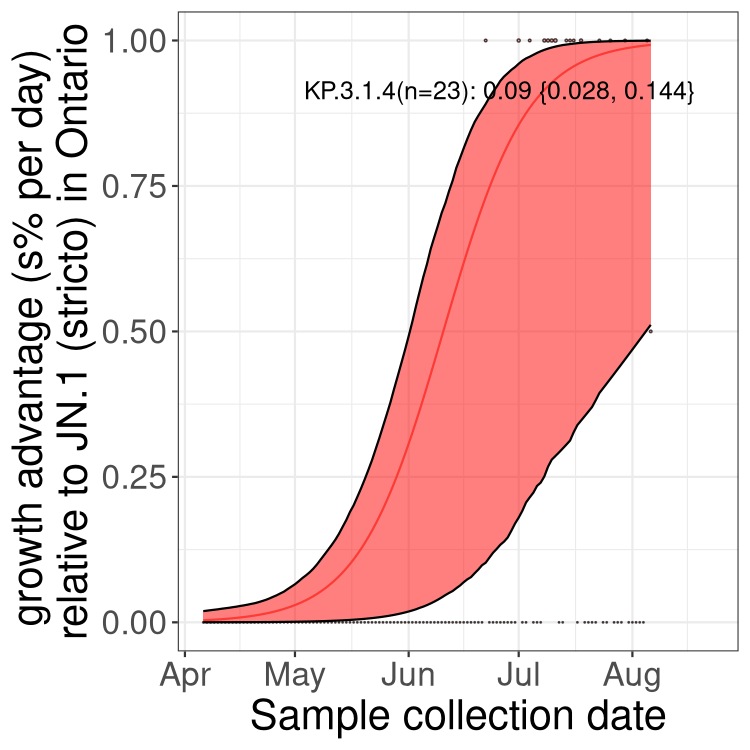 growth advantage (s% per day)
relative to JN.1 (stricto) in Ontario
1.00
0.75
0.50
0.25
0.00
KP.3.1.4(n=23): 0.09 {0.028, 0.144}
Apr May Jun Jul Aug
Sample collection date